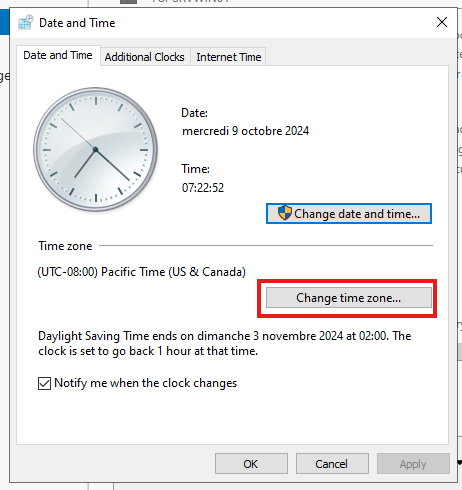 Date and Time
Date and Time
Additional Clocks
Internet Time
Date:
mercredi 9 octobre 2024
Time:
07:22:52
Change date and time...
Time zone
(UTC-08:00) Pacific Time (US & Canada)
Change time zone...
Daylight Saving Time ends on dimanche 3 novembre 2024 at 02:00. The
clock is set to go back 1 hour at that time.
Notify me when the clock changes
OK
Cancel
Apply